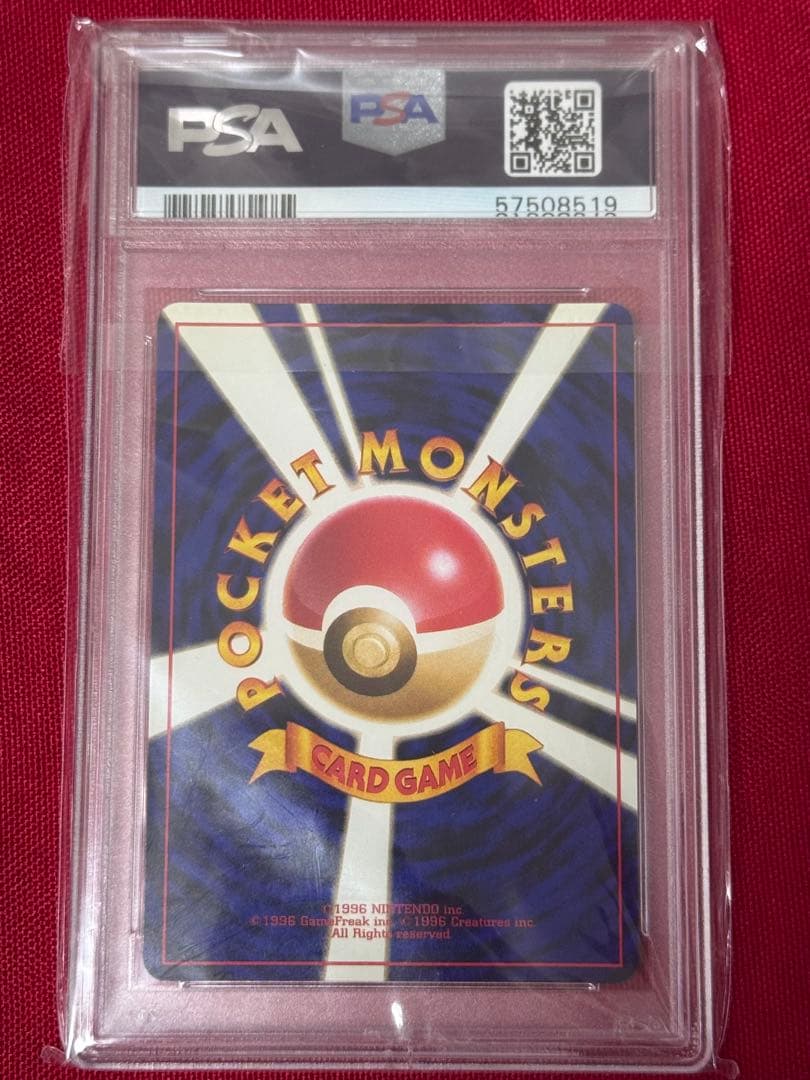 PSA
PSA
57508519
POCKET MONSTERS
CARD GAME
©1996 NINTENDO inc.
©1996 GameFreak inc. ©1996 Creatures inc.
All Rights reserved